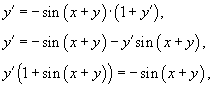 y′ = − sin (x + y) · (1 + y′),
y′ = − sin (x + y) − y′ sin (x + y),
y′(1 + sin (x + y)) = − sin (x + y),